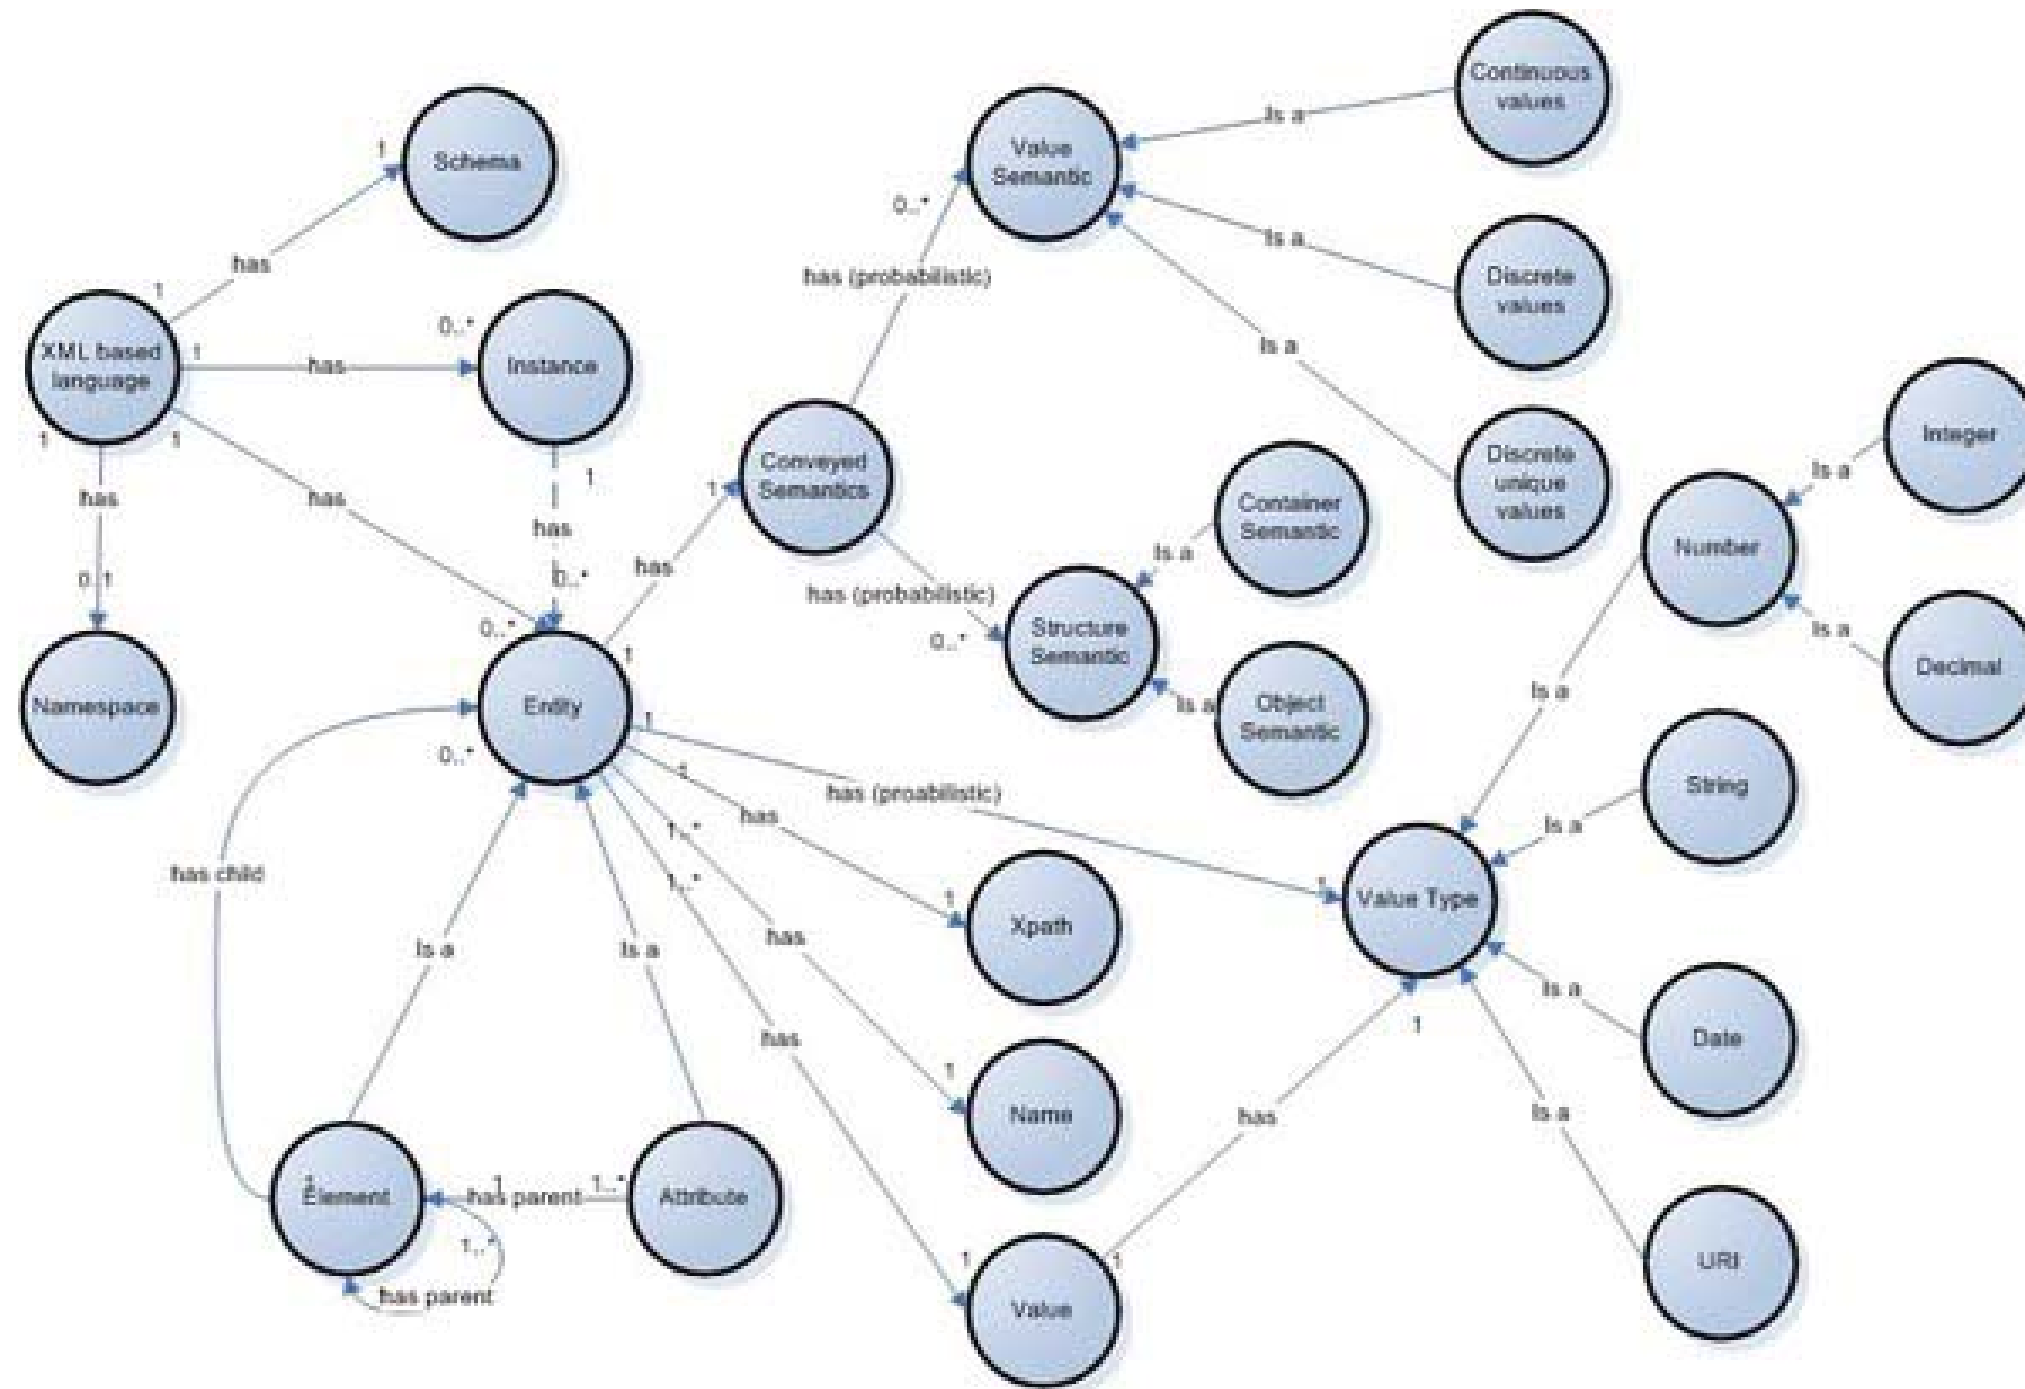 Continuous
values
Is a
Value
Semantic
1
Schema
0..*
Is a
Discrete
values
has
has (probabilistic)
1
0..*
Is a
XML based
language
1
has
Instance
Integer
1
1
Conveyed
Semantics
Discrete
unique
values
Is a
1
1
Container
Semantic
has
has
has
Is a
Number
has
0..1
0..*
has (probabilistic)
Is a
Decimal
0..*
1
0..*
Structure
Semantic
Is a
Namespace
Entity
1
Is a
Object
Semantic
0..*
1
has (proabilistic)
String
has
1..*
Is a
has child
1..*
1
1
Value Type
Xpath
has
Is a
Is a
Is a
has
1
Date
1
Name
has
Is a
Element
1
has parent
1..*
Attribute
1..*
1
1
URI
has parent
Value